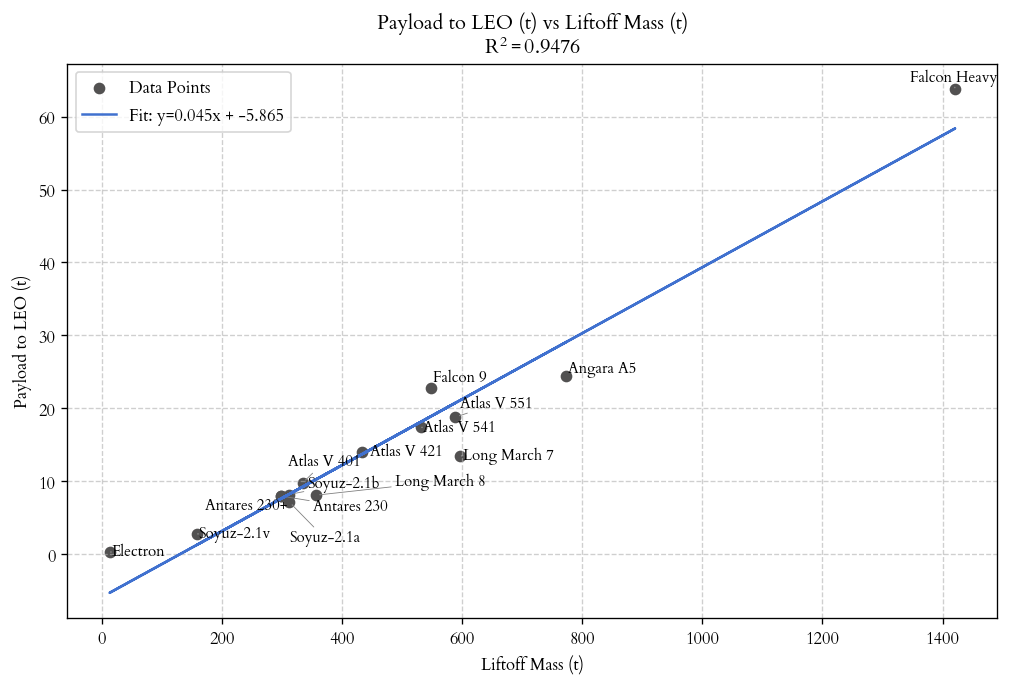 Payload to LEO (t) vs Liftoff Mass (t)
R² = 0.9476
Data Points
Fit: y=0.045x + -5.865
Falcon Heavy
Angara A5
Falcon 9
Atlas V 551
Atlas V 541
Atlas V 421
Long March 7
Atlas V 401
Soyuz-2.1b
Long March 8
Antares 230+
Antares 230
Soyuz-2.1v
Soyuz-2.1a
Electron
60
50
40
30
20
10
0
Payload to LEO (t)
0 200 400 600 800 1000 1200 1400
Liftoff Mass (t)